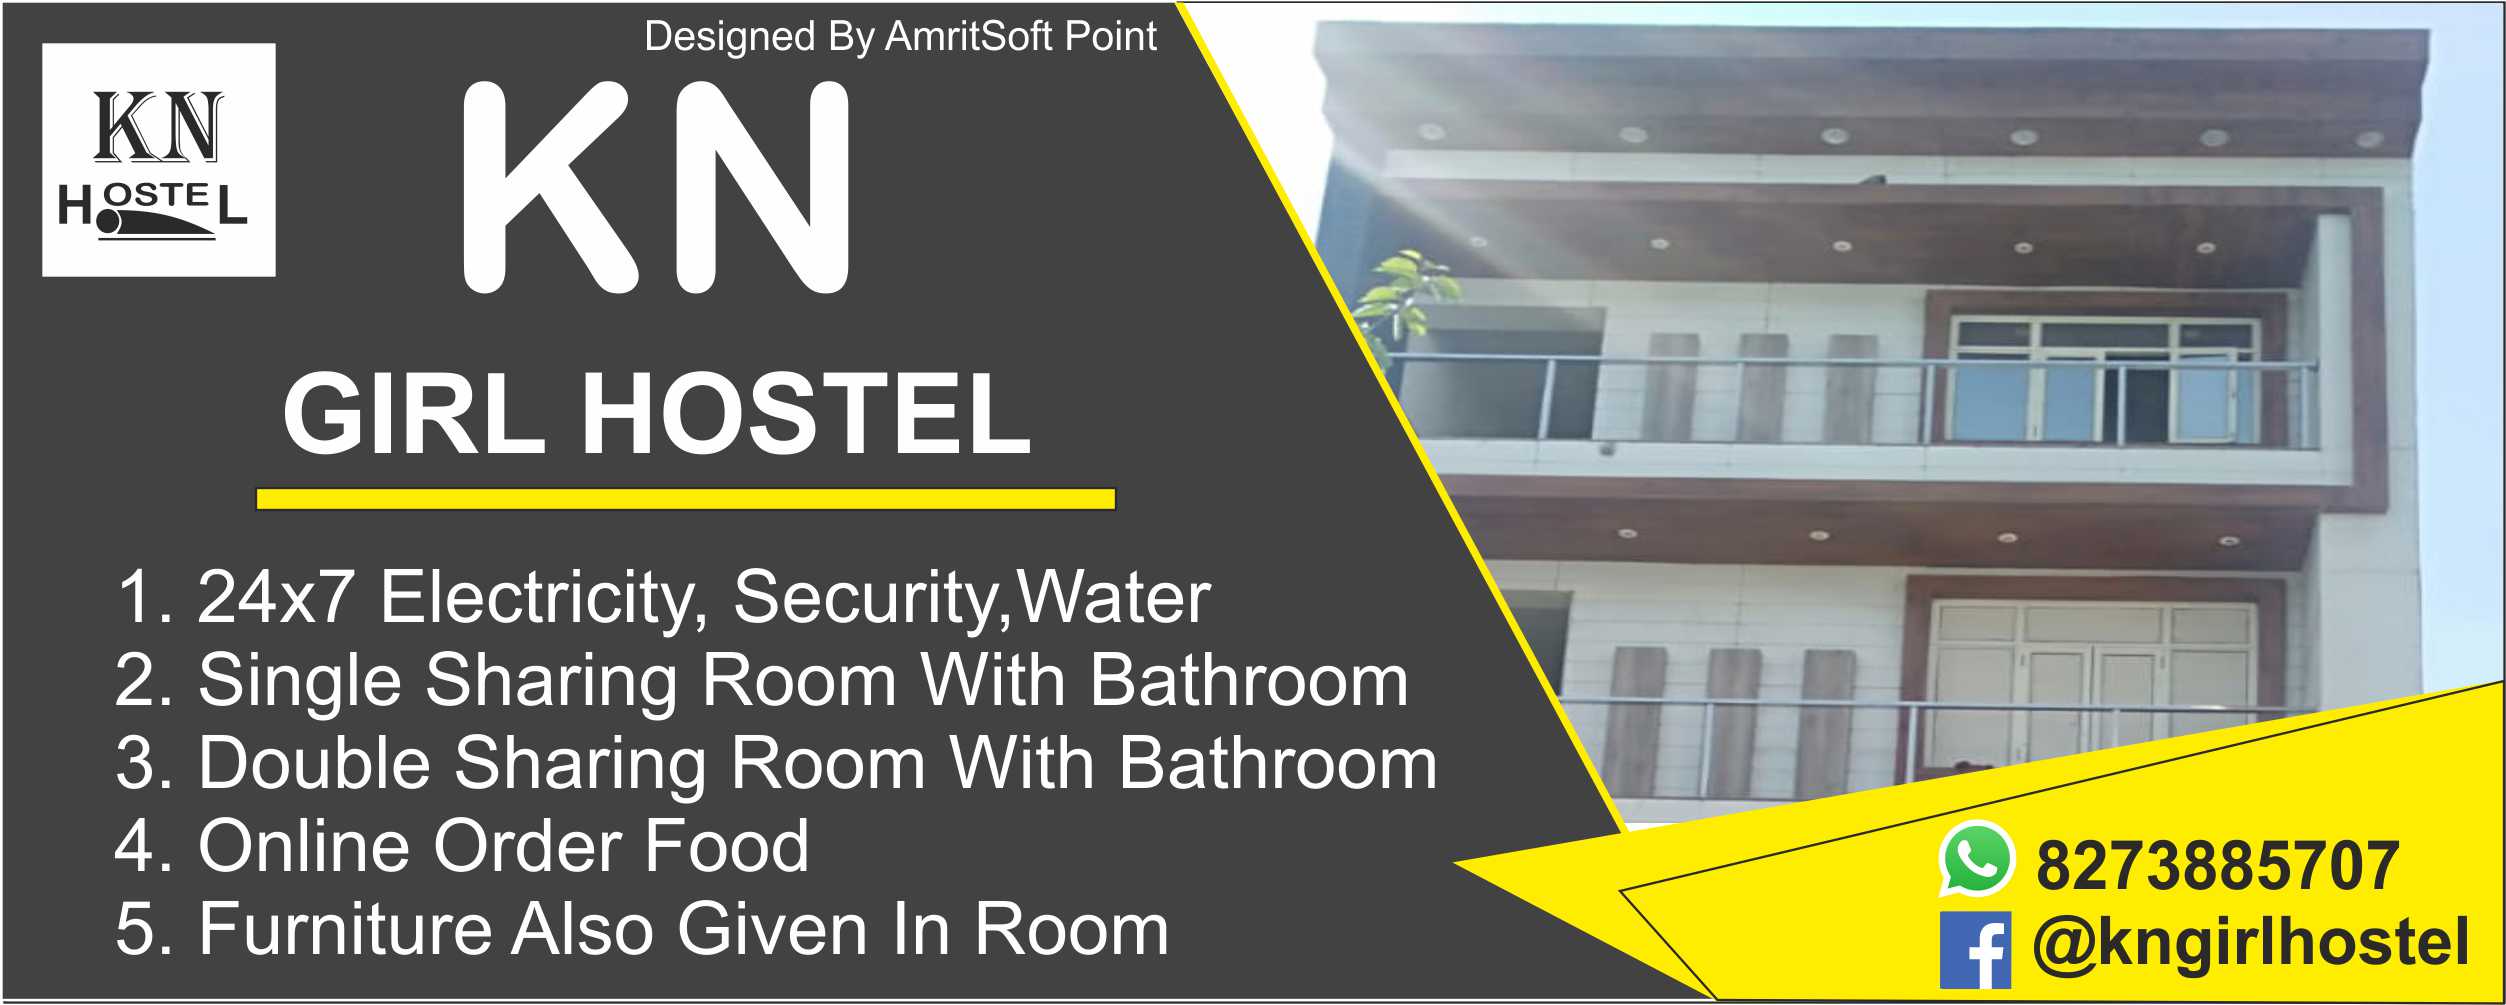 Designed By AmritSoft Point
KN
HOSTEL
KN
GIRL HOSTEL
1. 24x7 Electricity, Security,Water
2. Single Sharing Room With Bathroom
3. Double Sharing Room With Bathroom
4. Online Order Food
5. Furniture Also Given In Room
8273885707
@kngirlhostel